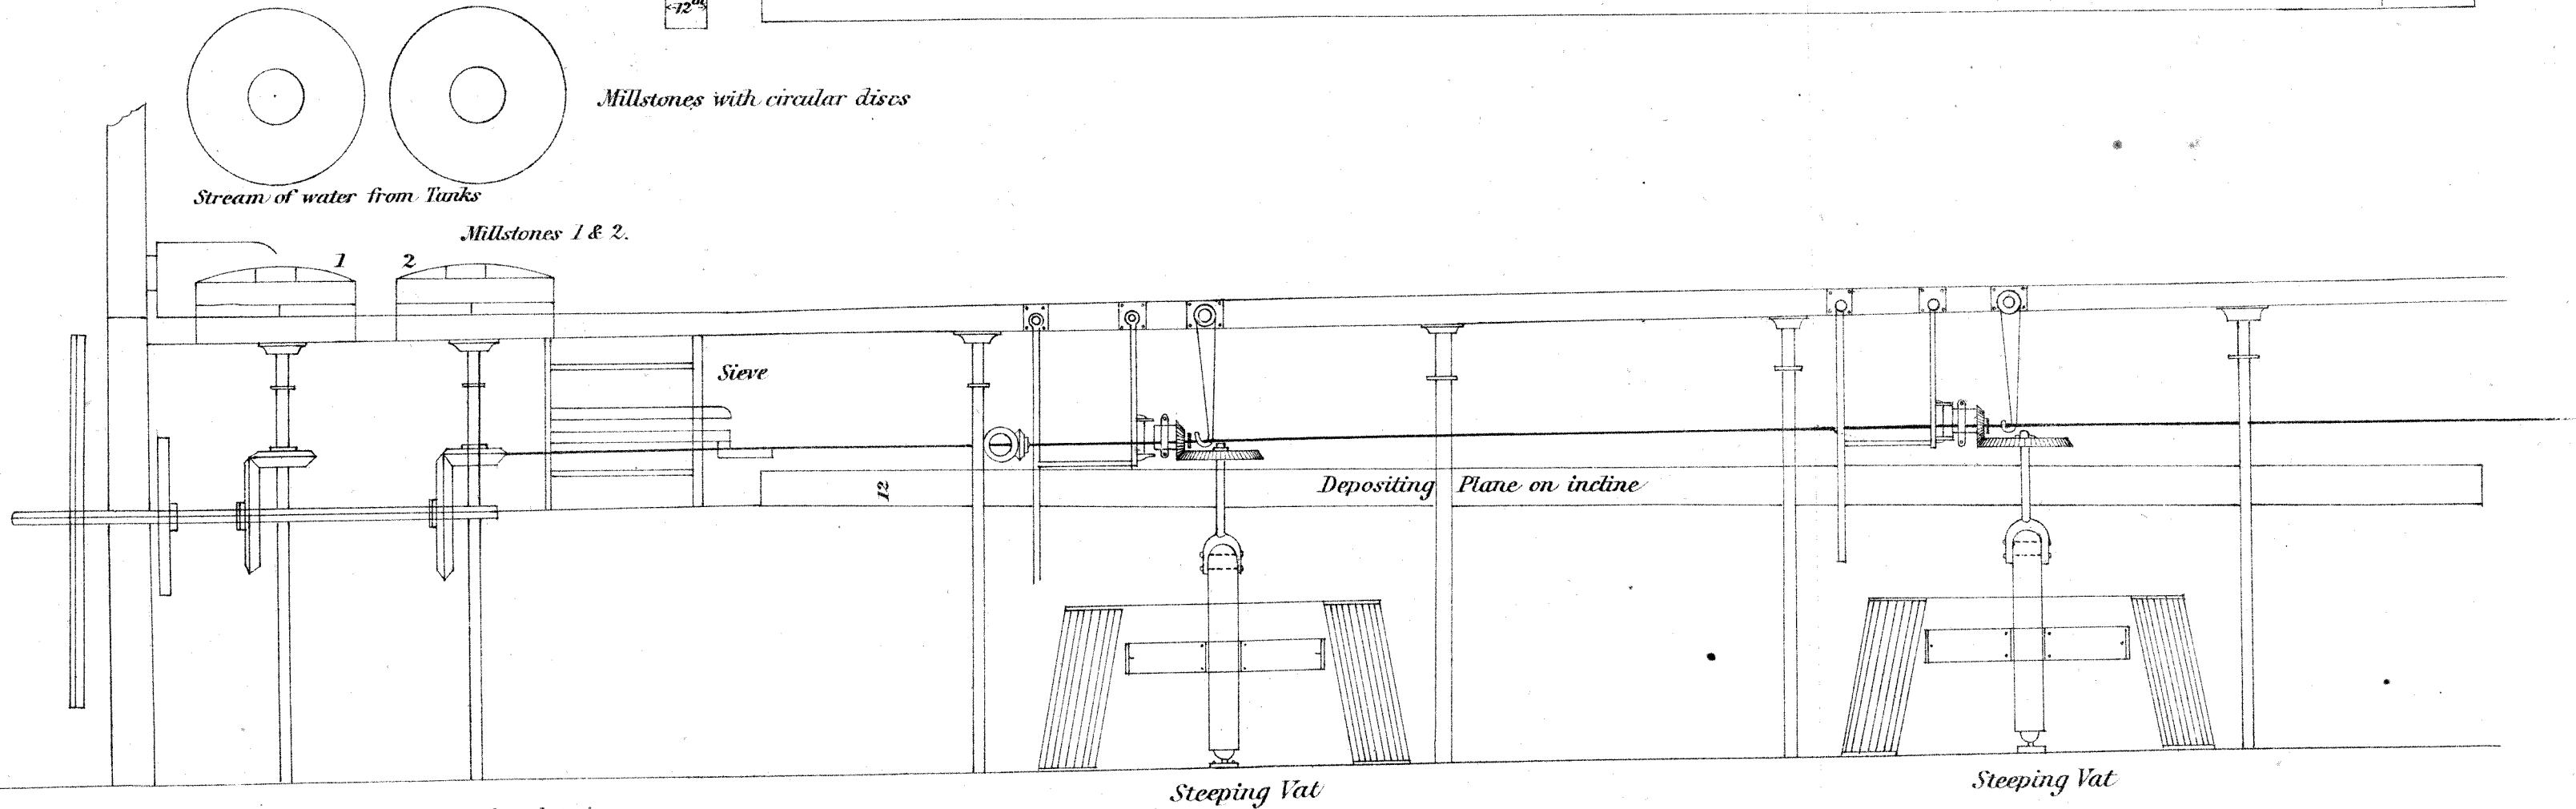 12in
Millstones with circular discs
Stream of water from Tanks
Millstones 1 & 2.
1
2
Sieve
12
Depositing Plane on incline
Steeping Vat
Steeping Vat